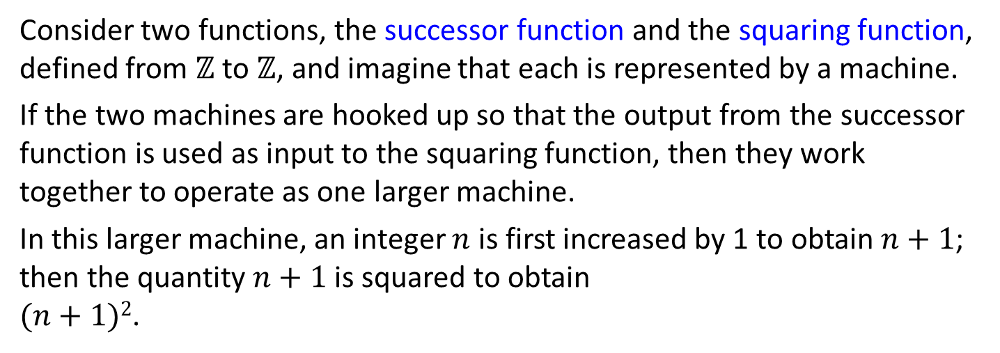 Consider two functions, the successor function and the squaring function,
defined from ℤ to ℤ, and imagine that each is represented by a machine.
If the two machines are hooked up so that the output from the successor
function is used as input to the squaring function, then they work
together to operate as one larger machine.
In this larger machine, an integer 𝑛 is first increased by 1 to obtain 𝑛 + 1;
then the quantity 𝑛 + 1 is squared to obtain
(𝑛 + 1)².